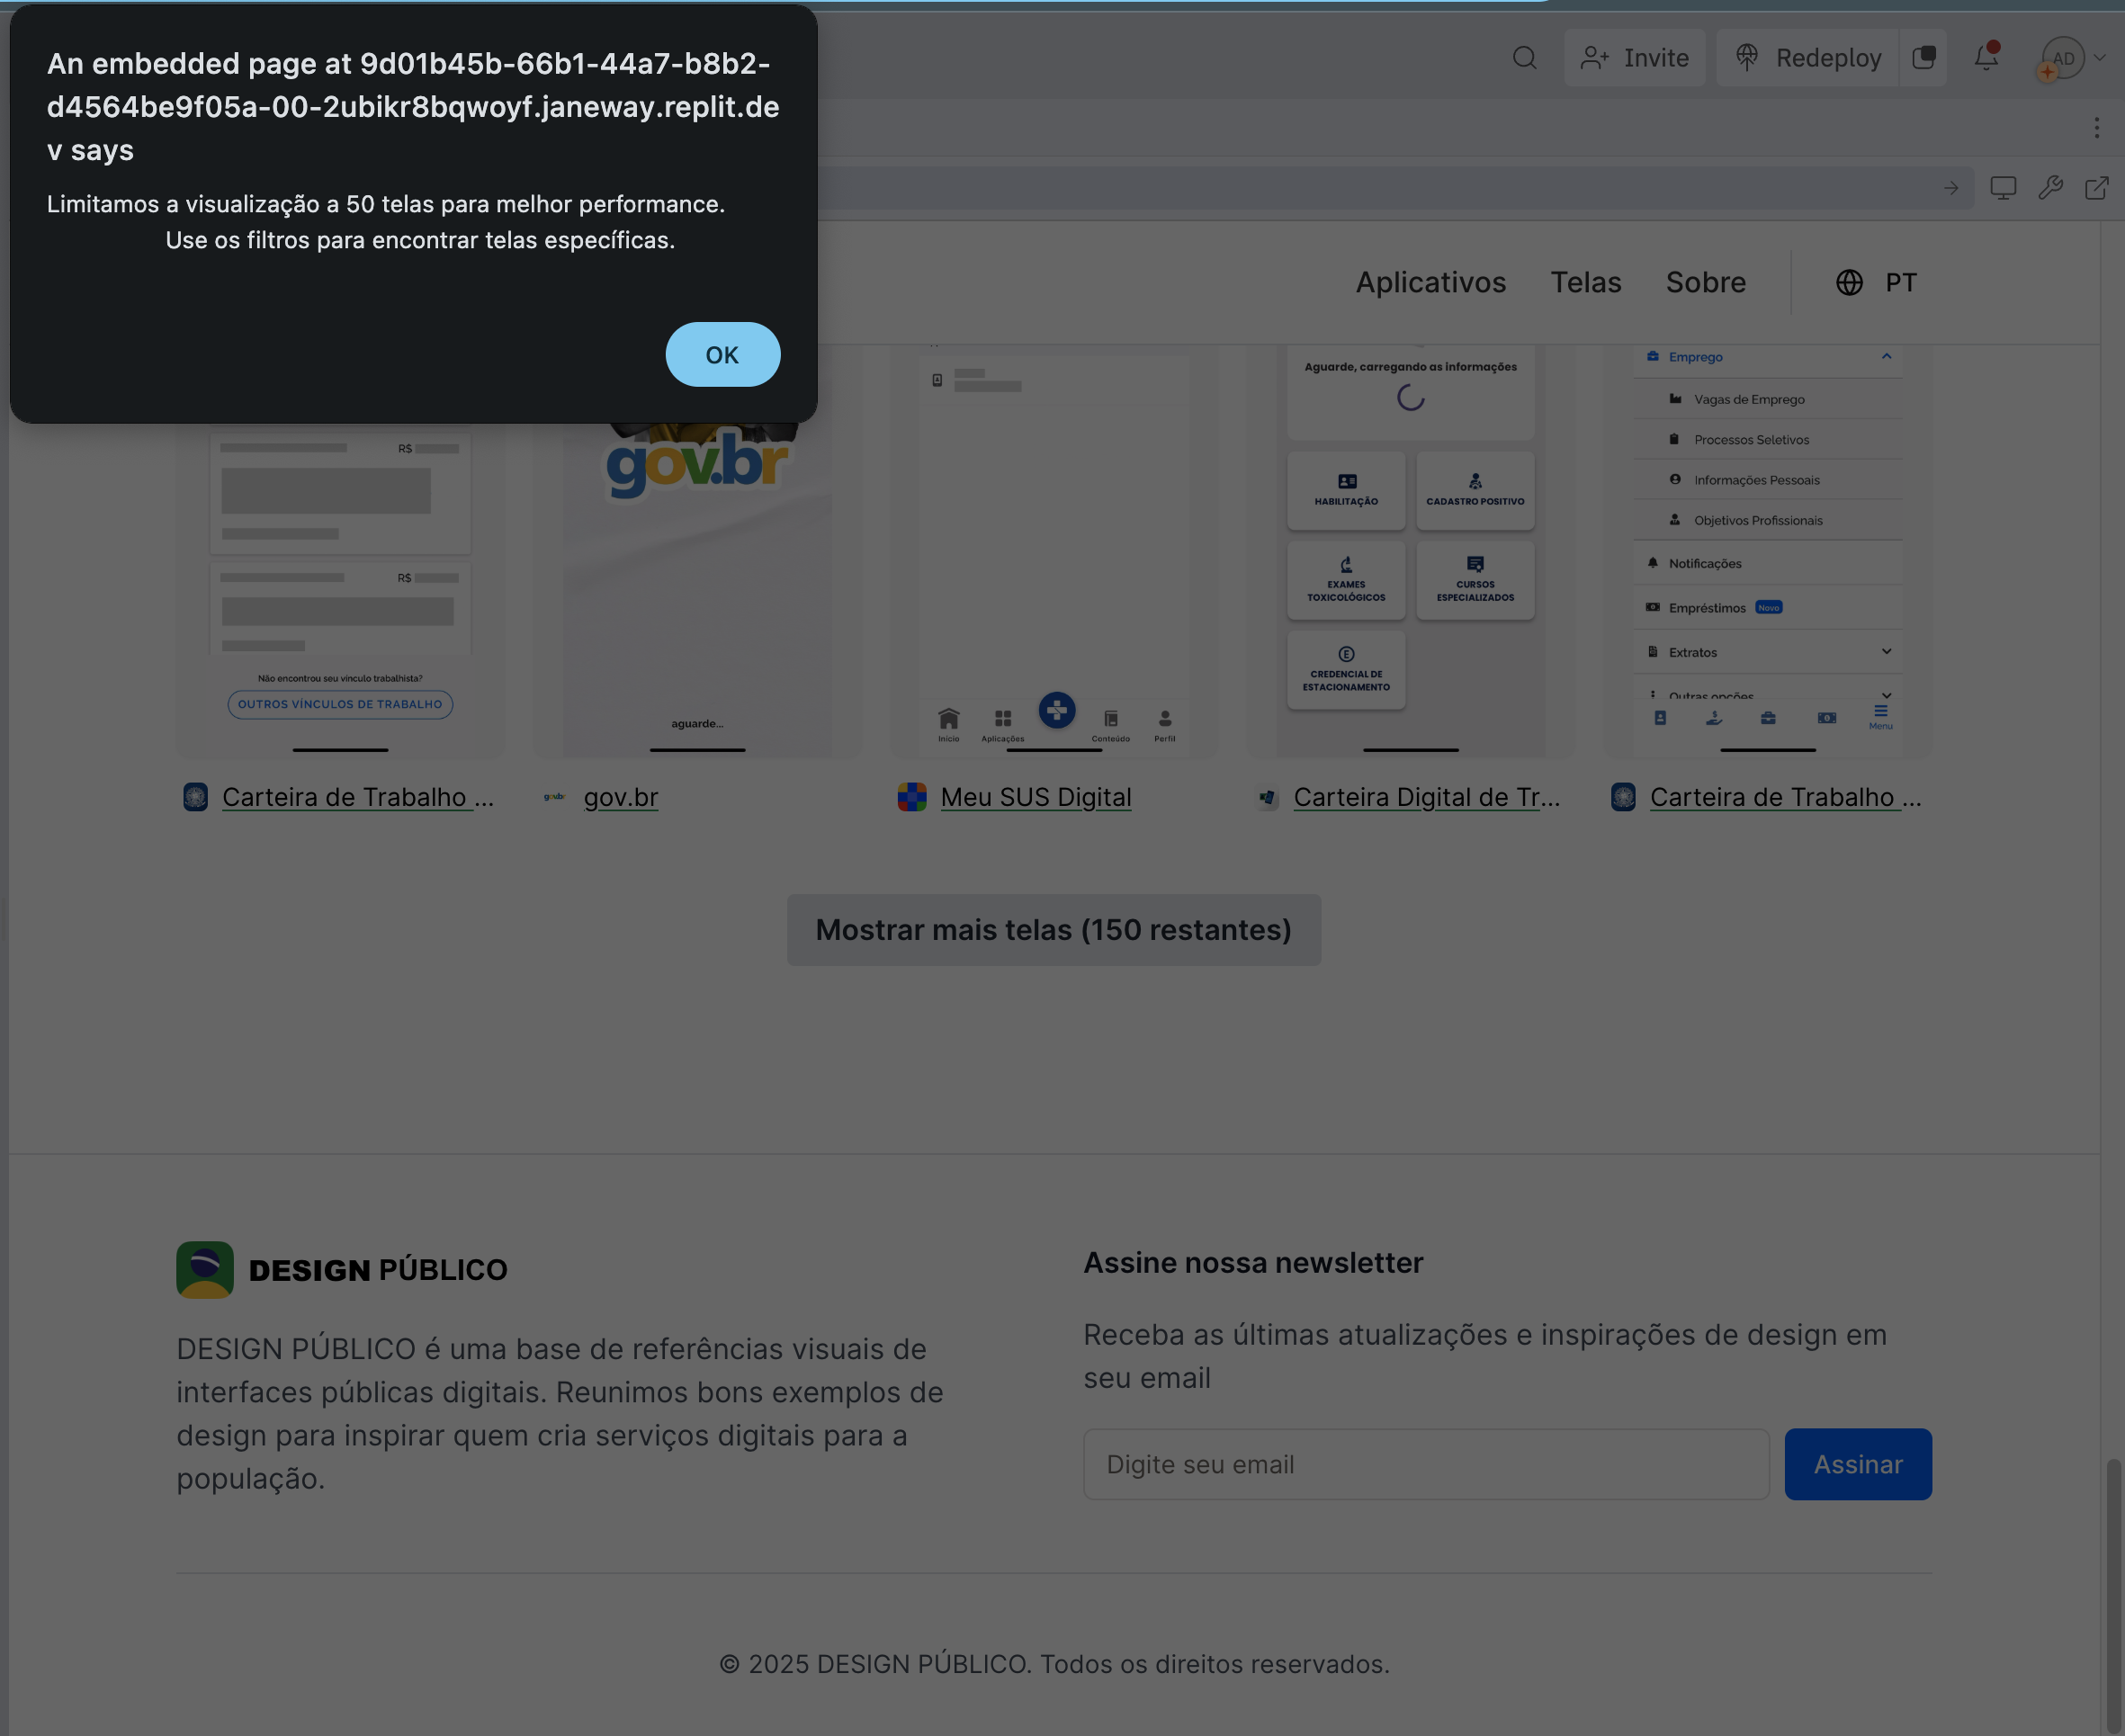 An embedded page at 9d01b45b-66b1-44a7-b8b2-
d4564be9f05a-00-2ubikr8bqwoyf.janeway.replit.de
v says
Limitamos a visualização a 50 telas para melhor performance.
Use os filtros para encontrar telas específicas.
OK
Invite
Redeploy
AD
Aplicativos
Telas
Sobre
PT
R$
R$
Não encontrou seu vínculo trabalhista?
OUTROS VÍNCULOS DE TRABALHO
gov.br
aguarde...
Início
Aplicações
Conteúdo
Perfil
Aguarde, carregando as informações
HABILITAÇÃO
CADASTRO POSITIVO
EXAMES
TOXICOLÓGICOS
CURSOS
ESPECIALIZADOS
CREDENCIAL DE
ESTACIONAMENTO
Emprego
Vagas de Emprego
Processos Seletivos
Informações Pessoais
Objetivos Profissionais
Notificações
Empréstimos Novo
Extratos
Outras opções
Menu
Carteira de Trabalho ...
gov.br
gov.br
Meu SUS Digital
Carteira Digital de Tr...
Carteira de Trabalho ...
Mostrar mais telas (150 restantes)
DESIGN PÚBLICO
DESIGN PÚBLICO é uma base de referências visuais de
interfaces públicas digitais. Reunimos bons exemplos de
design para inspirar quem cria serviços digitais para a
população.
Assine nossa newsletter
Receba as últimas atualizações e inspirações de design em
seu email
Digite seu email
Assinar
© 2025 DESIGN PÚBLICO. Todos os direitos reservados.